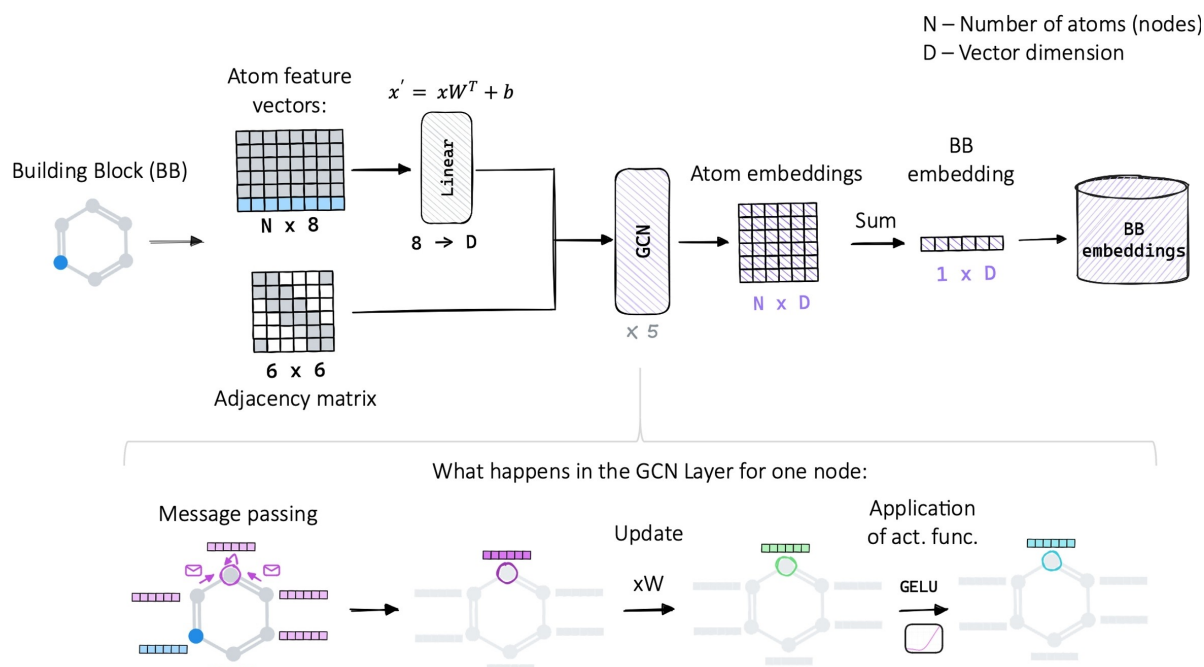 N – Number of atoms (nodes)
D – Vector dimension
Atom feature
vectors:
x′ = xWᵀ + b
Building Block (BB)
N x 8
Linear
8 → D
6 x 6
Adjacency matrix
GCN
x 5
Atom embeddings
N x D
Sum
BB
embedding
1 x D
BB
embeddings
What happens in the GCN Layer for one node:
Message passing
Update
xW
Application
of act. func.
GELU